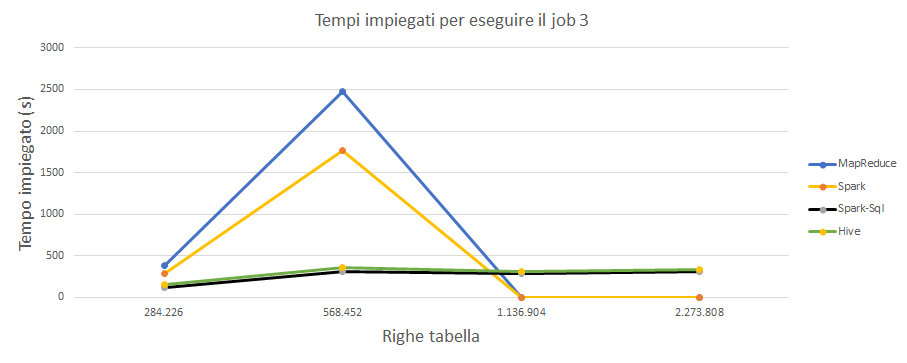 Tempi impiegati per eseguire il job 3
3000
2500
2000
1500
1000
500
0
Tempo impiegato (s)
284.226
568.452
1.136.904
2.273.808
Righe tabella
MapReduce
Spark
Spark-Sql
Hive